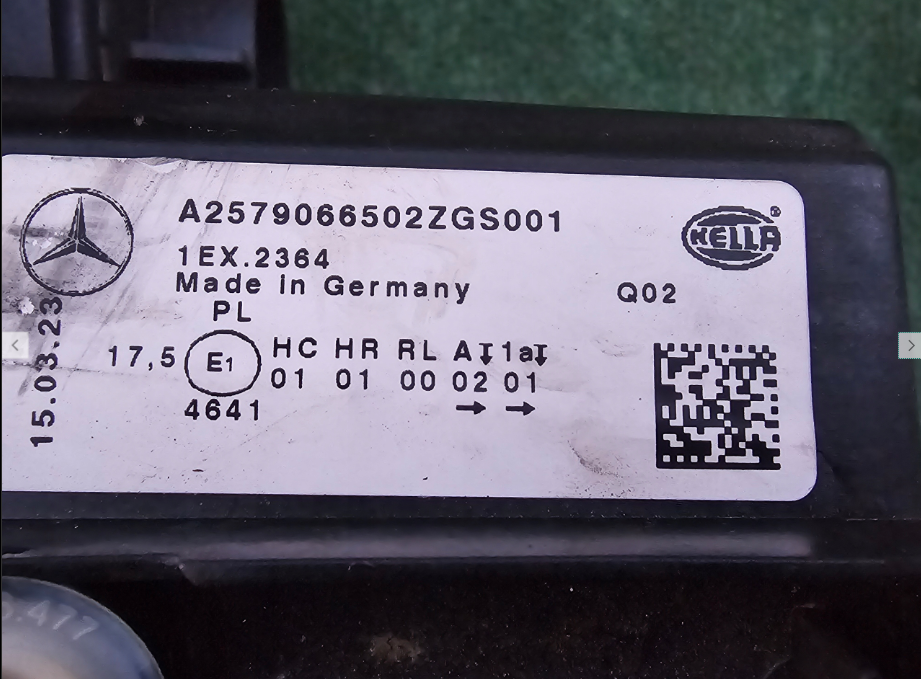 A2579066502ZGS001
1EX.2364
Made in Germany
Q02
PL
HELLA®
15.03.23
17,5 E1 HC HR RL A↧ 1a↧
01 01 00 02 01
4641 → →
.477